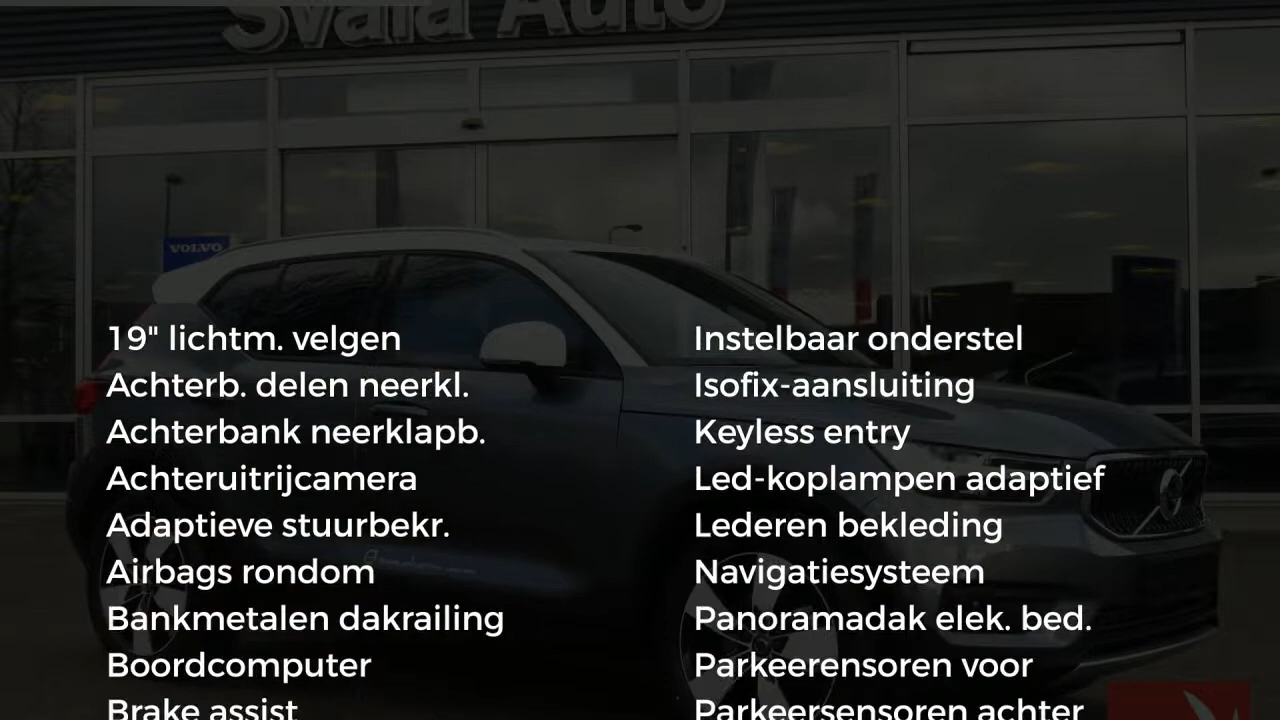 Svala Auto
VOLVO
19" lichtm. velgen
Achterb. delen neerkl.
Achterbank neerklapb.
Achteruitrijcamera
Adaptieve stuurbekr.
Airbags rondom
Bankmetalen dakrailing
Boordcomputer
Brake assist
Instelbaar onderstel
Isofix-aansluiting
Keyless entry
Led-koplampen adaptief
Lederen bekleding
Navigatiesysteem
Panoramadak elek. bed.
Parkeerensoren voor
Parkeersensoren achter